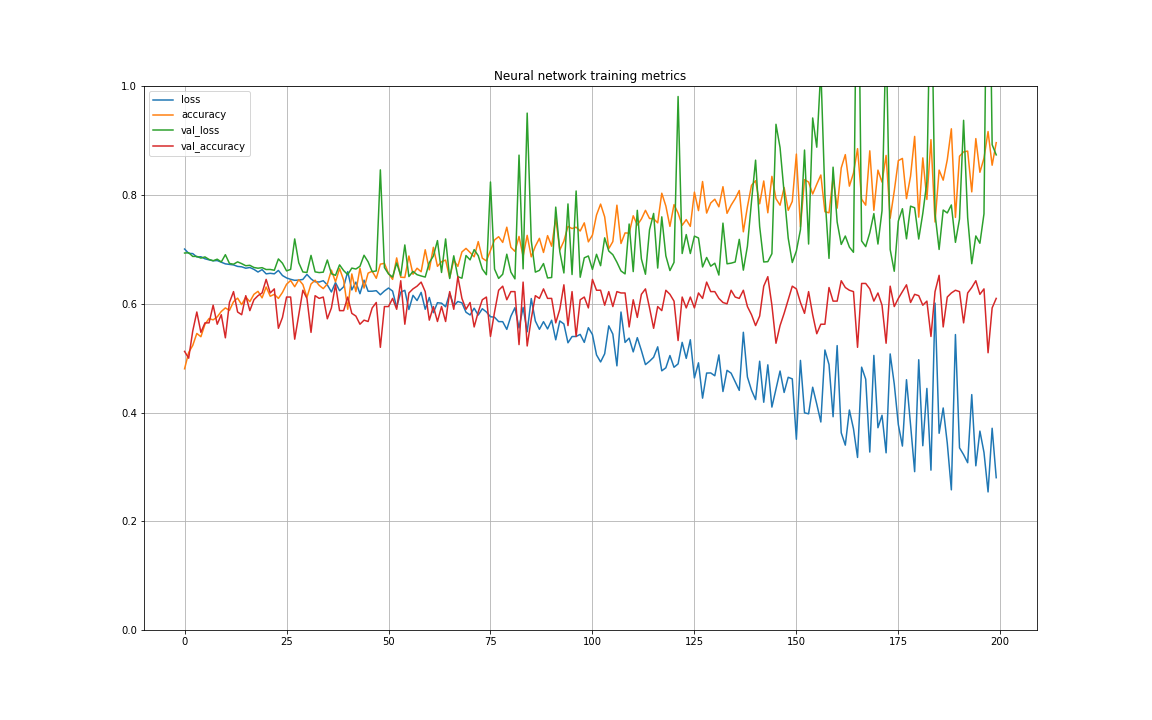 Neural network training metrics
1.0
loss
accuracy
val_loss
val_accuracy
0.8
0.6
0.4
0.2
0.0
0 25 50 75 100 125 150 175 200